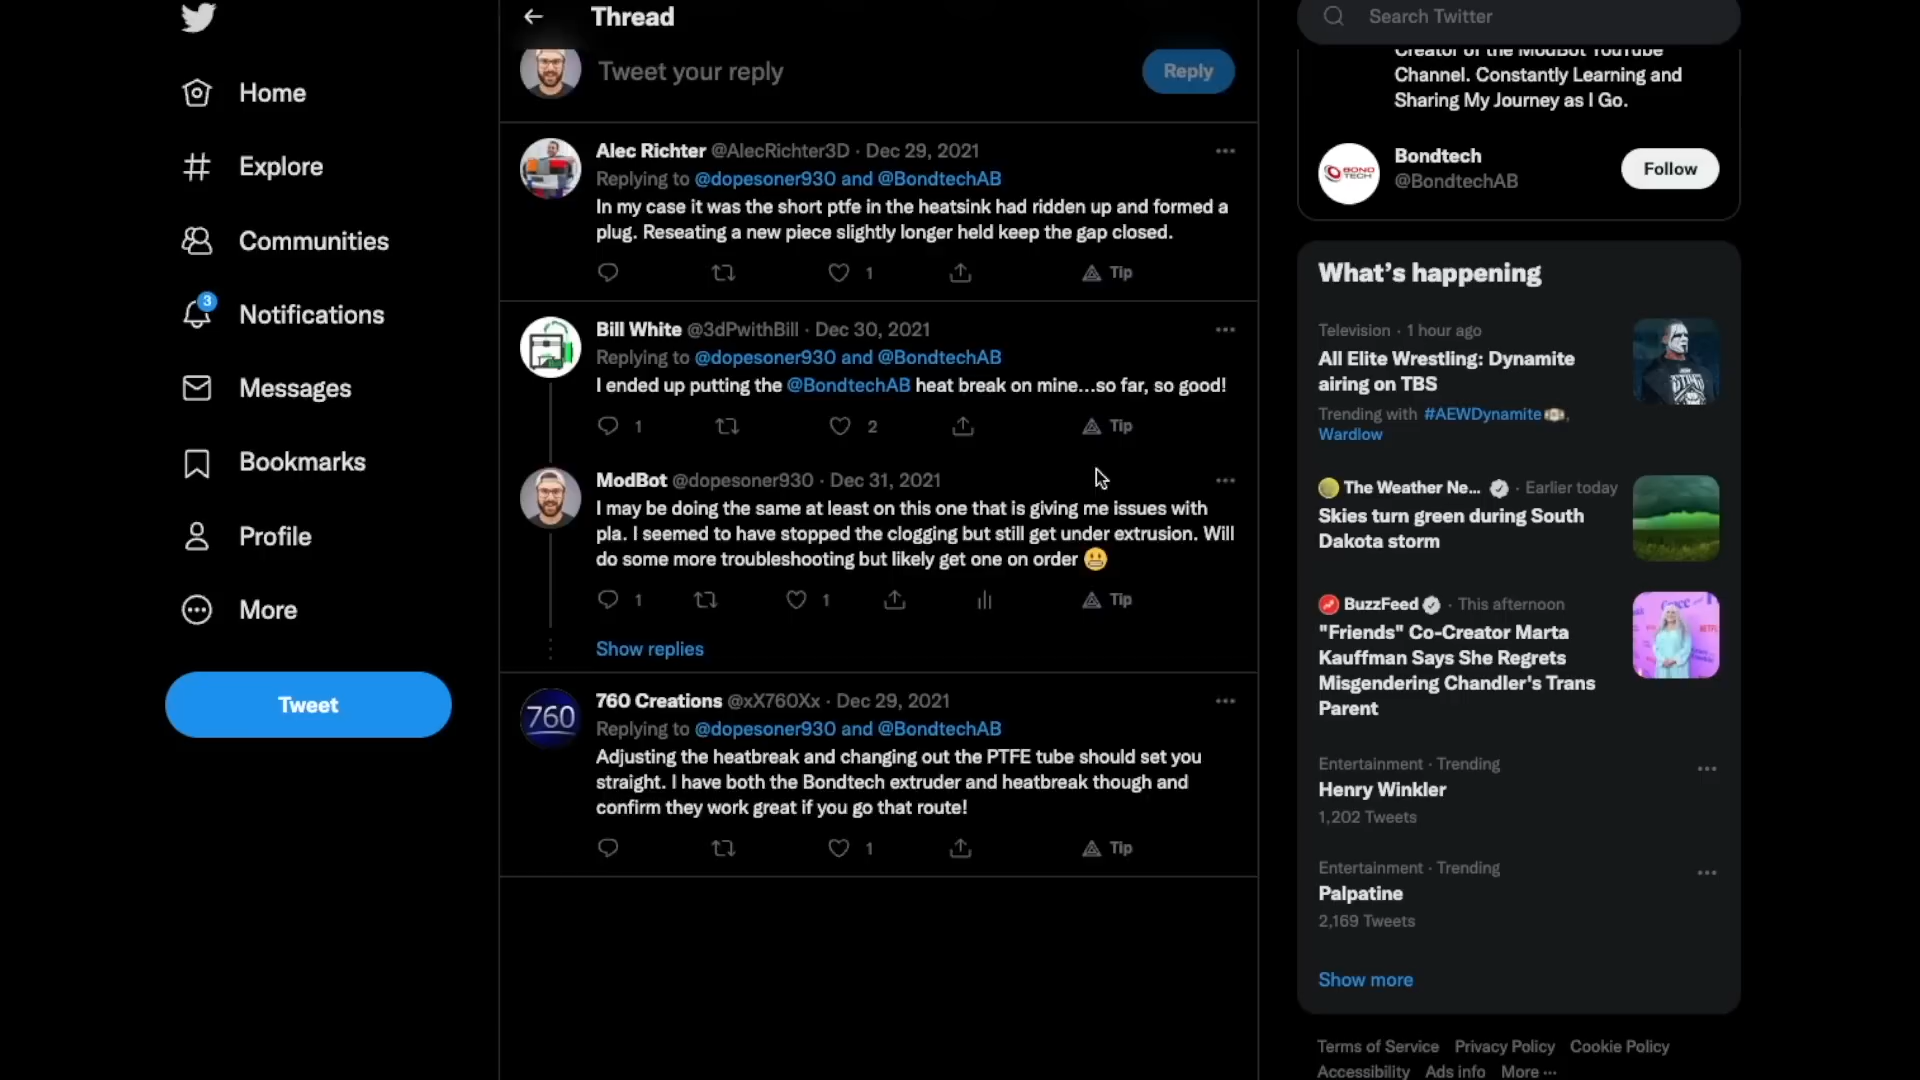 Home
Explore
Communities
3
Notifications
Messages
Bookmarks
Profile
More
Tweet
Thread
Tweet your reply
Reply
Alec Richter @AlecRichter3D · Dec 29, 2021
Replying to @dopesoner930 and @BondtechAB
In my case it was the short ptfe in the heatsink had ridden up and formed a
plug. Reseating a new piece slightly longer held keep the gap closed.
1
Tip
Bill White @3dPwithBill · Dec 30, 2021
Replying to @dopesoner930 and @BondtechAB
I ended up putting the @BondtechAB heat break on mine...so far, so good!
1
2
Tip
ModBot @dopesoner930 · Dec 31, 2021
I may be doing the same at least on this one that is giving me issues with
pla. I seemed to have stopped the clogging but still get under extrusion. Will
do some more troubleshooting but likely get one on order 😬
1
1
Tip
Show replies
760
760 Creations @xX760Xx · Dec 29, 2021
Replying to @dopesoner930 and @BondtechAB
Adjusting the heatbreak and changing out the PTFE tube should set you
straight. I have both the Bondtech extruder and heatbreak though and
confirm they work great if you go that route!
1
Tip
Search Twitter
Creator of the ModBot YouTube
Channel. Constantly Learning and
Sharing My Journey as I Go.
BOND
TECH
Bondtech
@BondtechAB
Follow
What's happening
Television · 1 hour ago
All Elite Wrestling: Dynamite
airing on TBS
Trending with #AEWDynamite,
Wardlow
The Weather Ne... · Earlier today
Skies turn green during South
Dakota storm
BuzzFeed · This afternoon
"Friends" Co-Creator Marta
Kauffman Says She Regrets
Misgendering Chandler's Trans
Parent
Entertainment · Trending
Henry Winkler
1,202 Tweets
Entertainment · Trending
Palpatine
2,169 Tweets
Show more
Terms of Service Privacy Policy Cookie Policy
Accessibility Ads info More ...